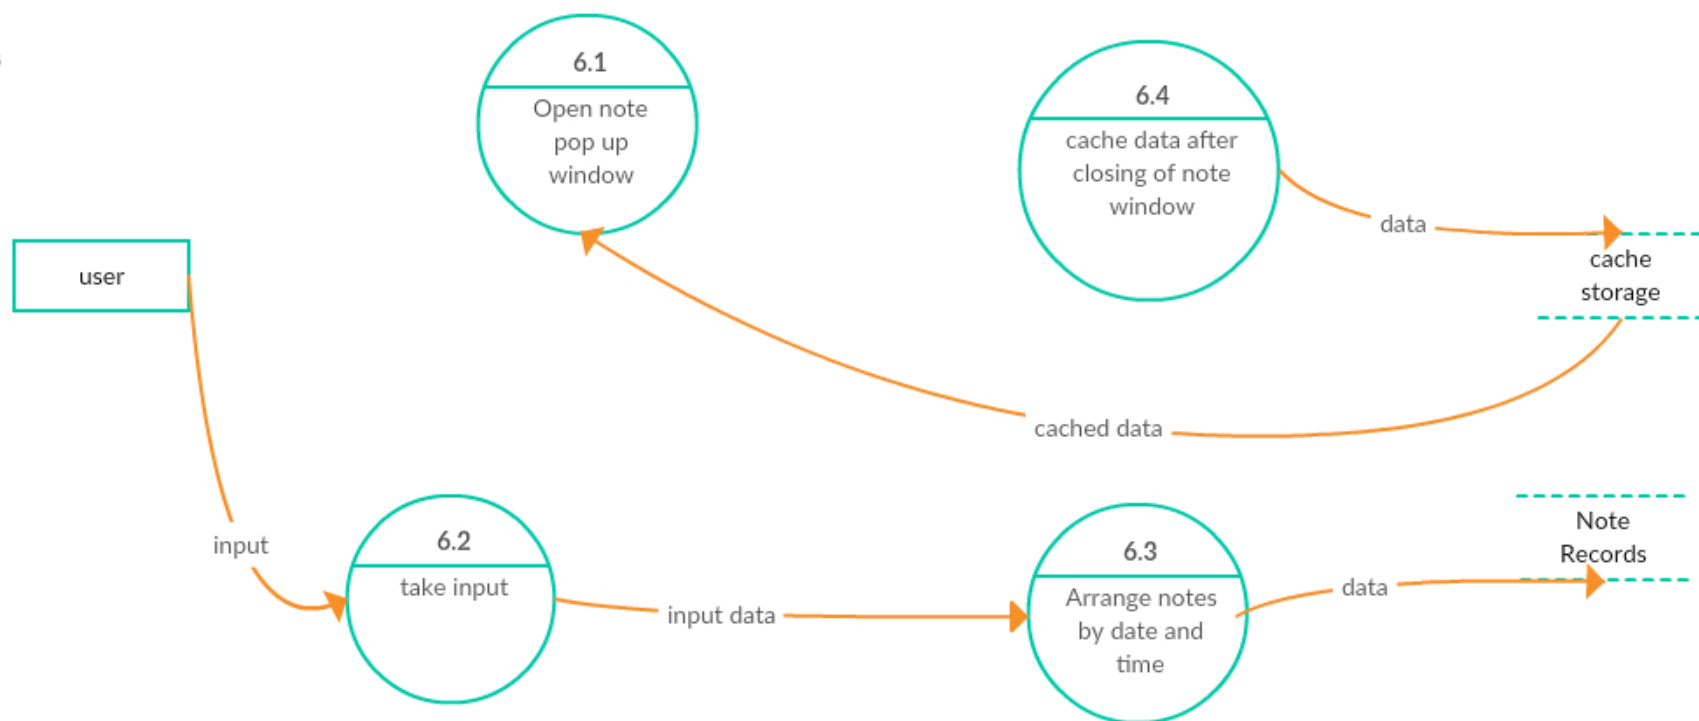 6.1
Open note
pop up
window
6.4
cache data after
closing of note
window
data
cache
storage
user
cached data
input
6.2
take input
input data
6.3
Arrange notes
by date and
time
data
Note
Records